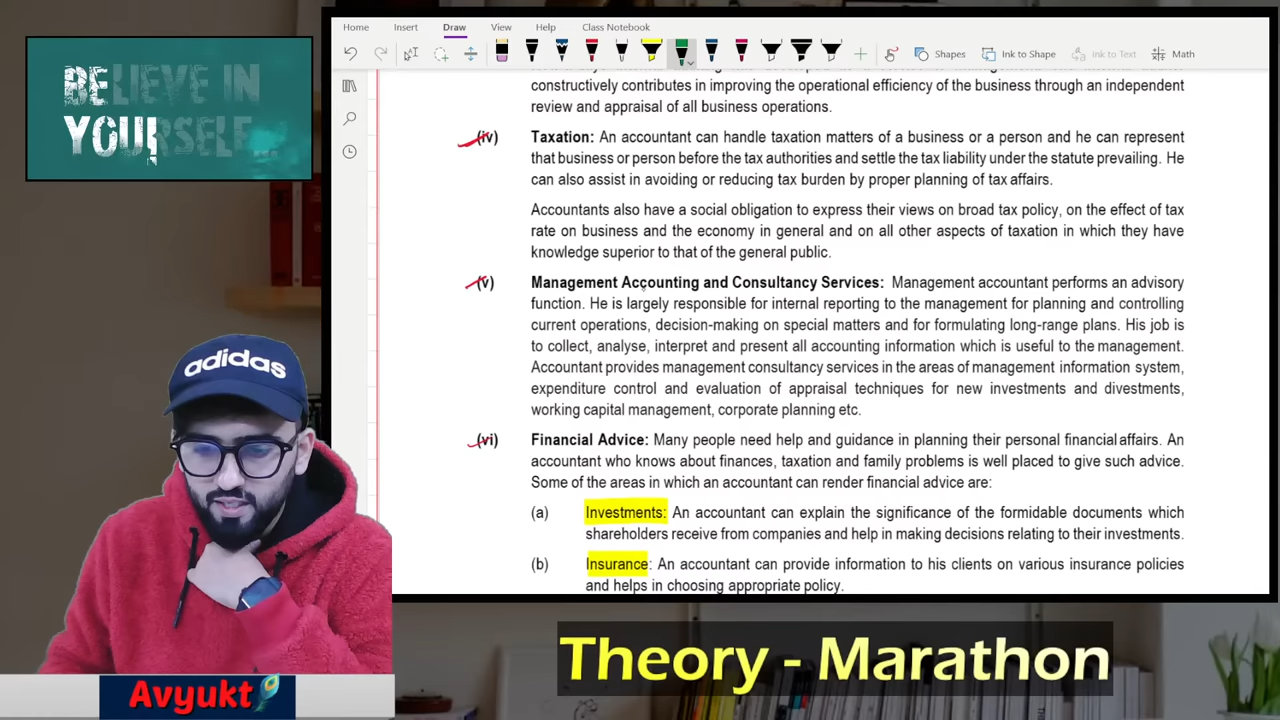 BELIEVE IN
YOURSELF...
Home Insert Draw View Help Class Notebook
Shapes Ink to Shape Ink to Text Math
constructively contributes in improving the operational efficiency of the business through an independent
review and appraisal of all business operations.
(iv) Taxation: An accountant can handle taxation matters of a business or a person and he can represent
that business or person before the tax authorities and settle the tax liability under the statute prevailing. He
can also assist in avoiding or reducing tax burden by proper planning of tax affairs.
Accountants also have a social obligation to express their views on broad tax policy, on the effect of tax
rate on business and the economy in general and on all other aspects of taxation in which they have
knowledge superior to that of the general public.
(v) Management Accounting and Consultancy Services: Management accountant performs an advisory
function. He is largely responsible for internal reporting to the management for planning and controlling
current operations, decision-making on special matters and for formulating long-range plans. His job is
to collect, analyse, interpret and present all accounting information which is useful to the management.
Accountant provides management consultancy services in the areas of management information system,
expenditure control and evaluation of appraisal techniques for new investments and divestments,
working capital management, corporate planning etc.
(vi) Financial Advice: Many people need help and guidance in planning their personal financial affairs. An
accountant who knows about finances, taxation and family problems is well placed to give such advice.
Some of the areas in which an accountant can render financial advice are:
(a) Investments: An accountant can explain the significance of the formidable documents which
shareholders receive from companies and help in making decisions relating to their investments.
(b) Insurance: An accountant can provide information to his clients on various insurance policies
and helps in choosing appropriate policy.
adidas
Theory - Marathon
Avyukt